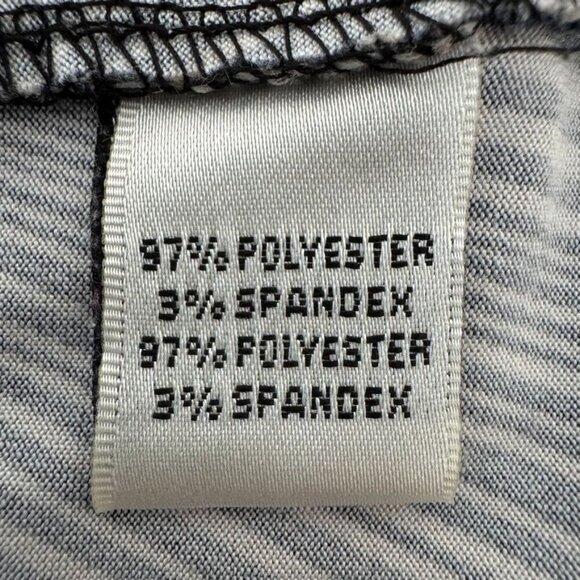 97% POLYESTER
3% SPANDEX
97% POLYESTER
3% SPANDEX